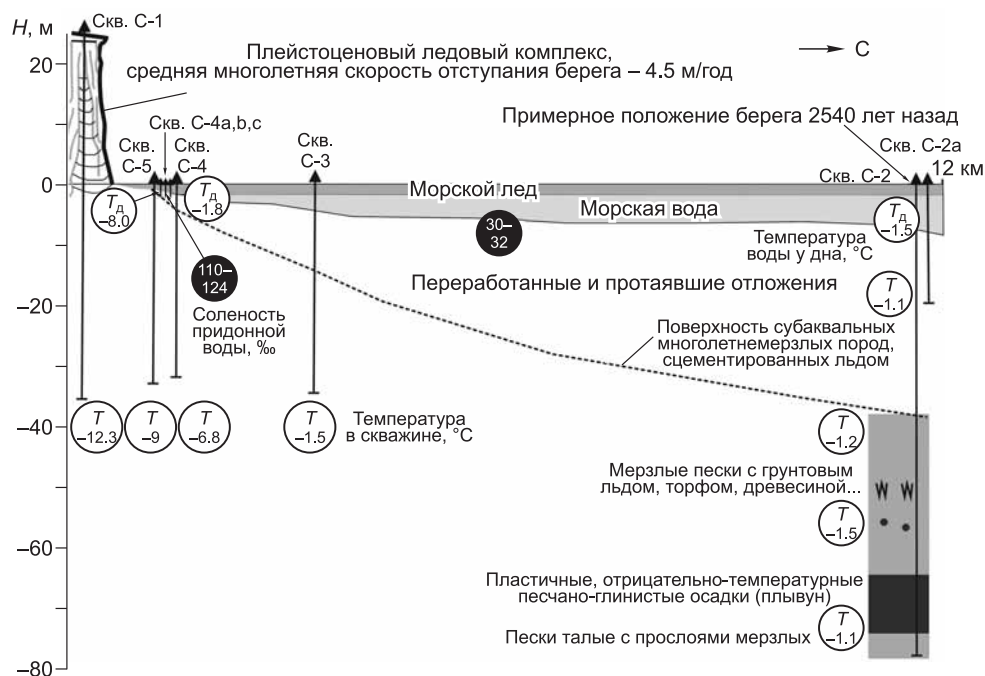 H, м
Скв. С-1
20
Плейстоценовый ледовый комплекс,
средняя многолетняя скорость отступания берега – 4.5 м/год
С
Скв. С-4a,b,c
Примерное положение берега 2540 лет назад
Скв.
С-5
Скв.
С-4
Скв.
С-3
Скв. С-2a
Скв. С-2
12 км
0
Морской лед
Морская вода
Tд
–8.0
Tд
–1.8
30–
32
Tд
–1.5
Температура
воды у дна, °С
110–
124
Переработанные и протаявшие отложения
T
–1.1
–20
Соленость
придонной
воды, ‰
Поверхность субаквальных
многолетнемерзлых пород,
сцементированных льдом
–40
T
–12.3
T
–9
T
–6.8
T
–1.5
Температура
в скважине, °С
T
–1.2
Мерзлые пески с грунтовым
льдом, торфом, древесиной...
T
–1.5
–60
Пластичные, отрицательно-температурные
песчано-глинистые осадки (плывун)
T
–1.1
Пески талые с прослоями мерзлых
–80